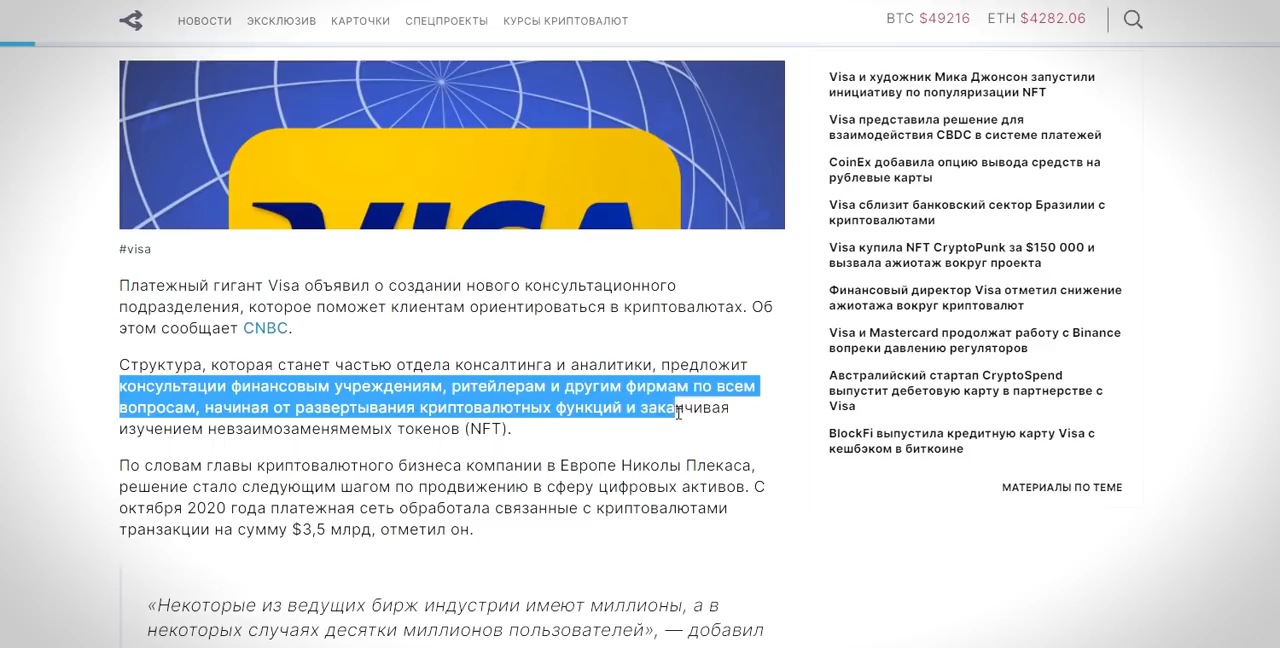 НОВОСТИ ЭКСКЛЮЗИВ КАРТОЧКИ СПЕЦПРОЕКТЫ КУРСЫ КРИПТОВАЛЮТ BTC $49216 ETH $4282.06
VISA
#visa
Платежный гигант Visa объявил о создании нового консультационного
подразделения, которое поможет клиентам ориентироваться в криптовалютах. Об
этом сообщает CNBC.
Структура, которая станет частью отдела консалтинга и аналитики, предложит
консультации финансовым учреждениям, ритейлерам и другим фирмам по всем
вопросам, начиная от развертывания криптовалютных функций и заканчивая
изучением невзаимозаменямемых токенов (NFT).
По словам главы криптовалютного бизнеса компании в Европе Николы Плекаса,
решение стало следующим шагом по продвижению в сферу цифровых активов. С
октября 2020 года платежная сеть обработала связанные с криптовалютами
транзакции на сумму $3,5 млрд, отметил он.
«Некоторые из ведущих бирж индустрии имеют миллионы, а в
некоторых случаях десятки миллионов пользователей», — добавил
Visa и художник Мика Джонсон запустили
инициативу по популяризации NFT
Visa представила решение для
взаимодействия CBDC в системе платежей
CoinEx добавила опцию вывода средств на
рублевые карты
Visa сблизит банковский сектор Бразилии с
криптовалютами
Visa купила NFT CryptoPunk за $150 000 и
вызвала ажиотаж вокруг проекта
Финансовый директор Visa отметил снижение
ажиотажа вокруг криптовалют
Visa и Mastercard продолжат работу с Binance
вопреки давлению регуляторов
Австралийский стартап CryptoSpend
выпустит дебетовую карту в партнерстве с
Visa
BlockFi выпустила кредитную карту Visa с
кешбэком в биткоине
МАТЕРИАЛЫ ПО ТЕМЕ